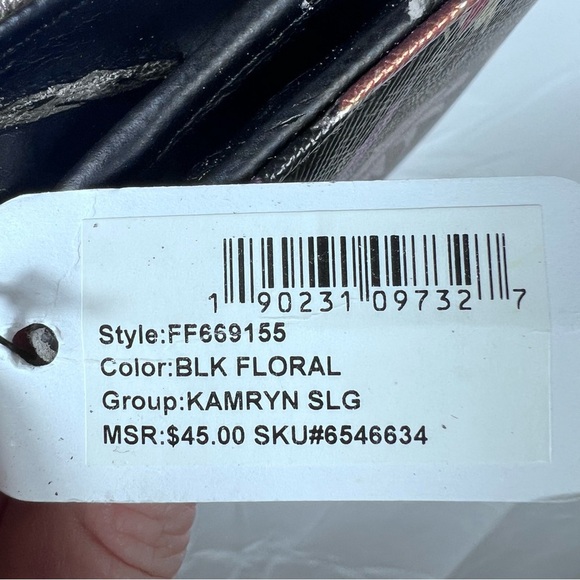 1 90231 09732 7
Style:FF669155
Color:BLK FLORAL
Group:KAMRYN SLG
MSR:$45.00 SKU#6546634